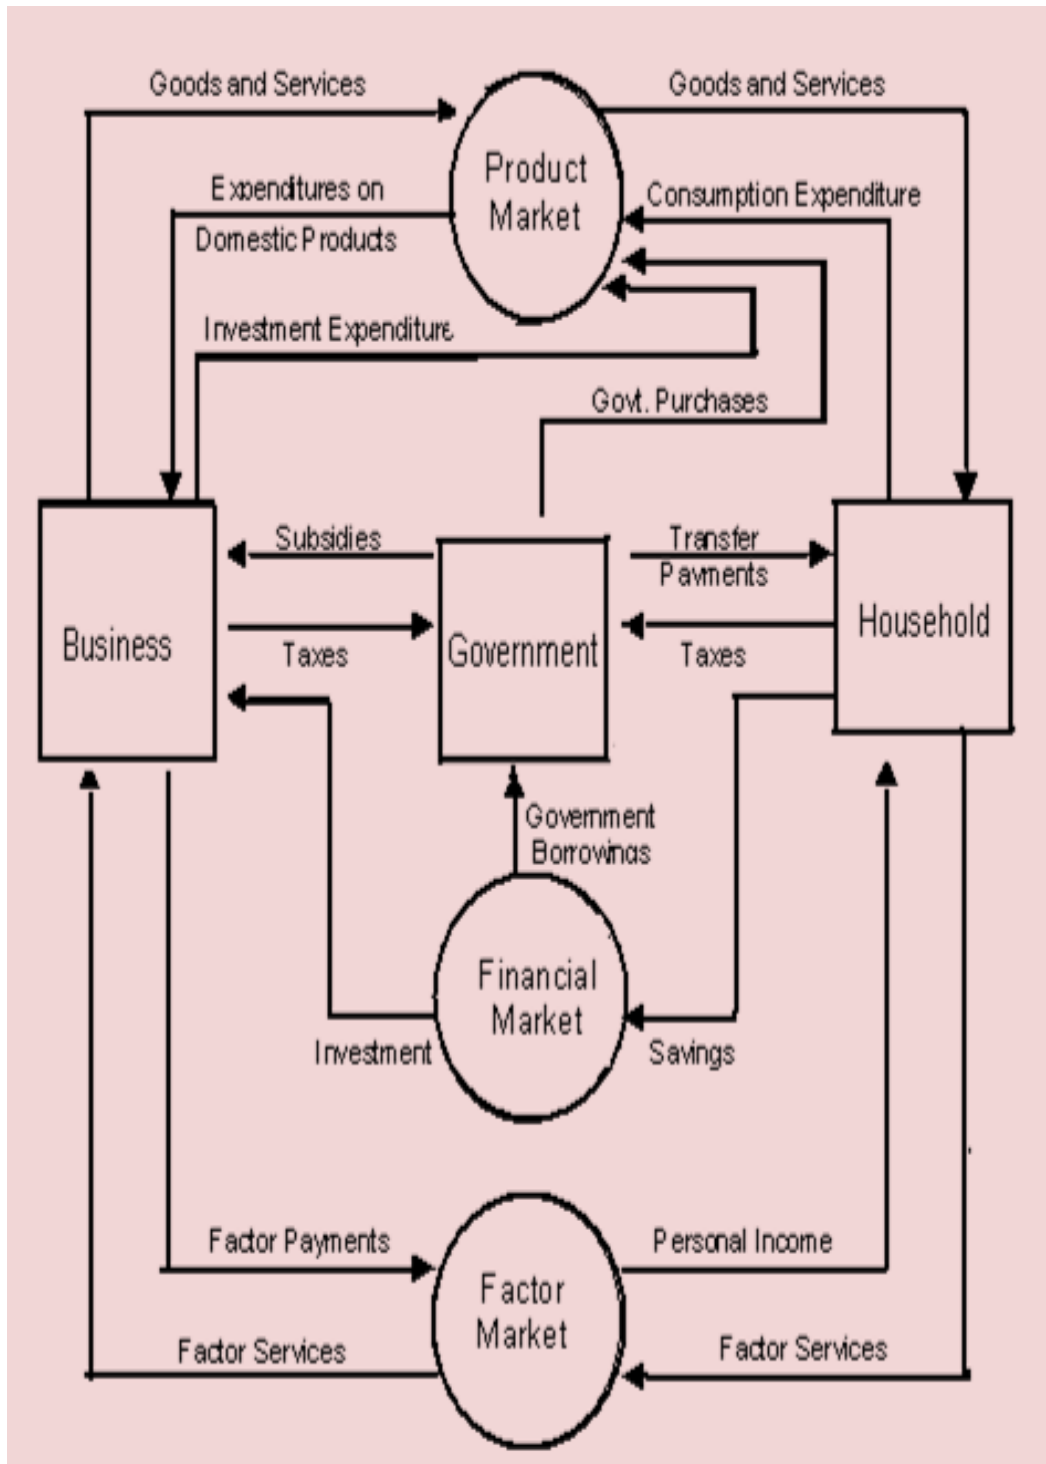 Goods and Services
Goods and Services
Product
Market
Expenditures on
Domestic Products
Consumption Expenditure
Investment Expenditure
Govt. Purchases
Subsidies
Transfer
Payments
Business
Taxes
Government
Taxes
Household
Government
Borrowings
Financial
Market
Investment
Savings
Factor Payments
Personal Income
Factor
Market
Factor Services
Factor Services